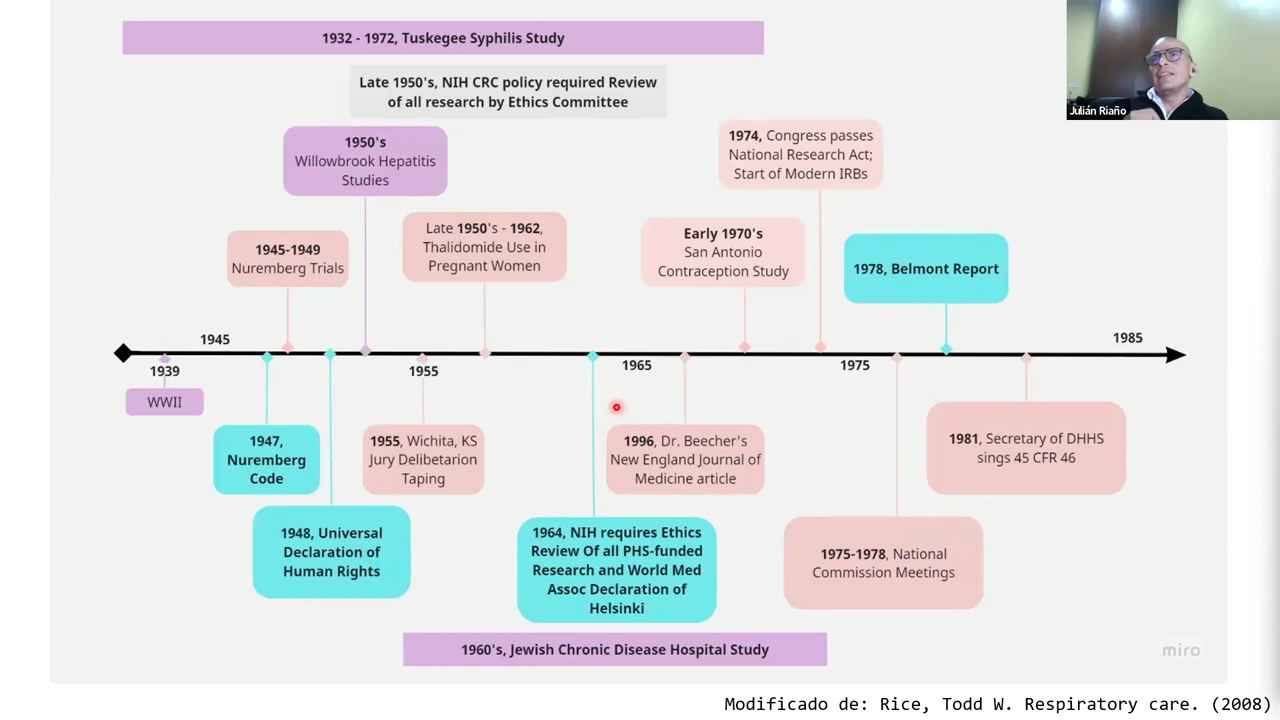 1932 - 1972, Tuskegee Syphilis Study
Late 1950's, NIH CRC policy required Review
of all research by Ethics Committee
Julián Riaño
1950's
Willowbrook Hepatitis
Studies
1974, Congress passes
National Research Act;
Start of Modern IRBs
1945-1949
Nuremberg Trials
Late 1950's - 1962,
Thalidomide Use in
Pregnant Women
Early 1970's
San Antonio
Contraception Study
1978, Belmont Report
1945
1985
1939
1955
1965
1975
WWII
1947,
Nuremberg
Code
1955, Wichita, KS
Jury Delibetarion
Taping
1996, Dr. Beecher's
New England Journal of
Medicine article
1981, Secretary of DHHS
sings 45 CFR 46
1948, Universal
Declaration of
Human Rights
1964, NIH requires Ethics
Review Of all PHS-funded
Research and World Med
Assoc Declaration of
Helsinki
1975-1978, National
Commission Meetings
1960's, Jewish Chronic Disease Hospital Study
miro
Modificado de: Rice, Todd W. Respiratory care. (2008)